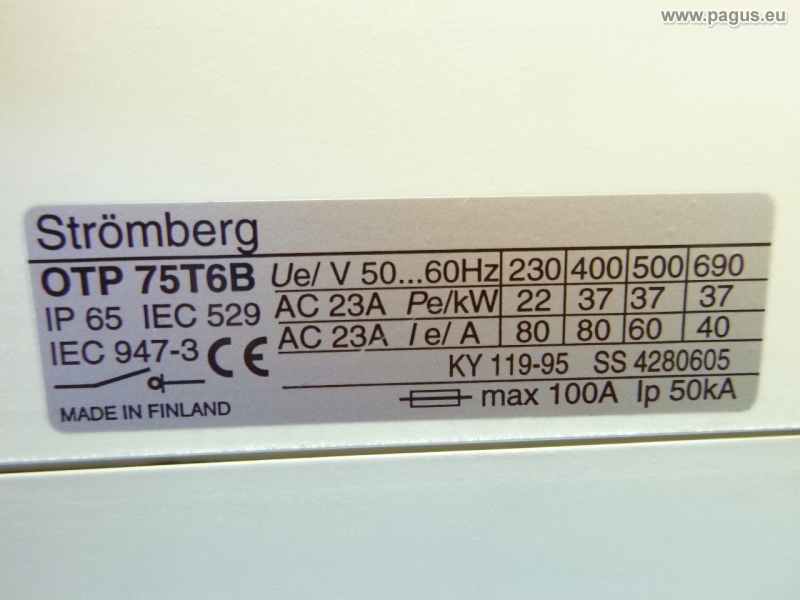 www.pagus.eu
Strömberg
OTP 75T6B Ue/ V 50...60Hz 230 400 500 690
IP 65 IEC 529 AC 23A Pe/kW 22 37 37 37
IEC 947-3 CE AC 23A Ie/ A 80 80 60 40
KY 119-95 SS 4280605
MADE IN FINLAND max 100A Ip 50kA